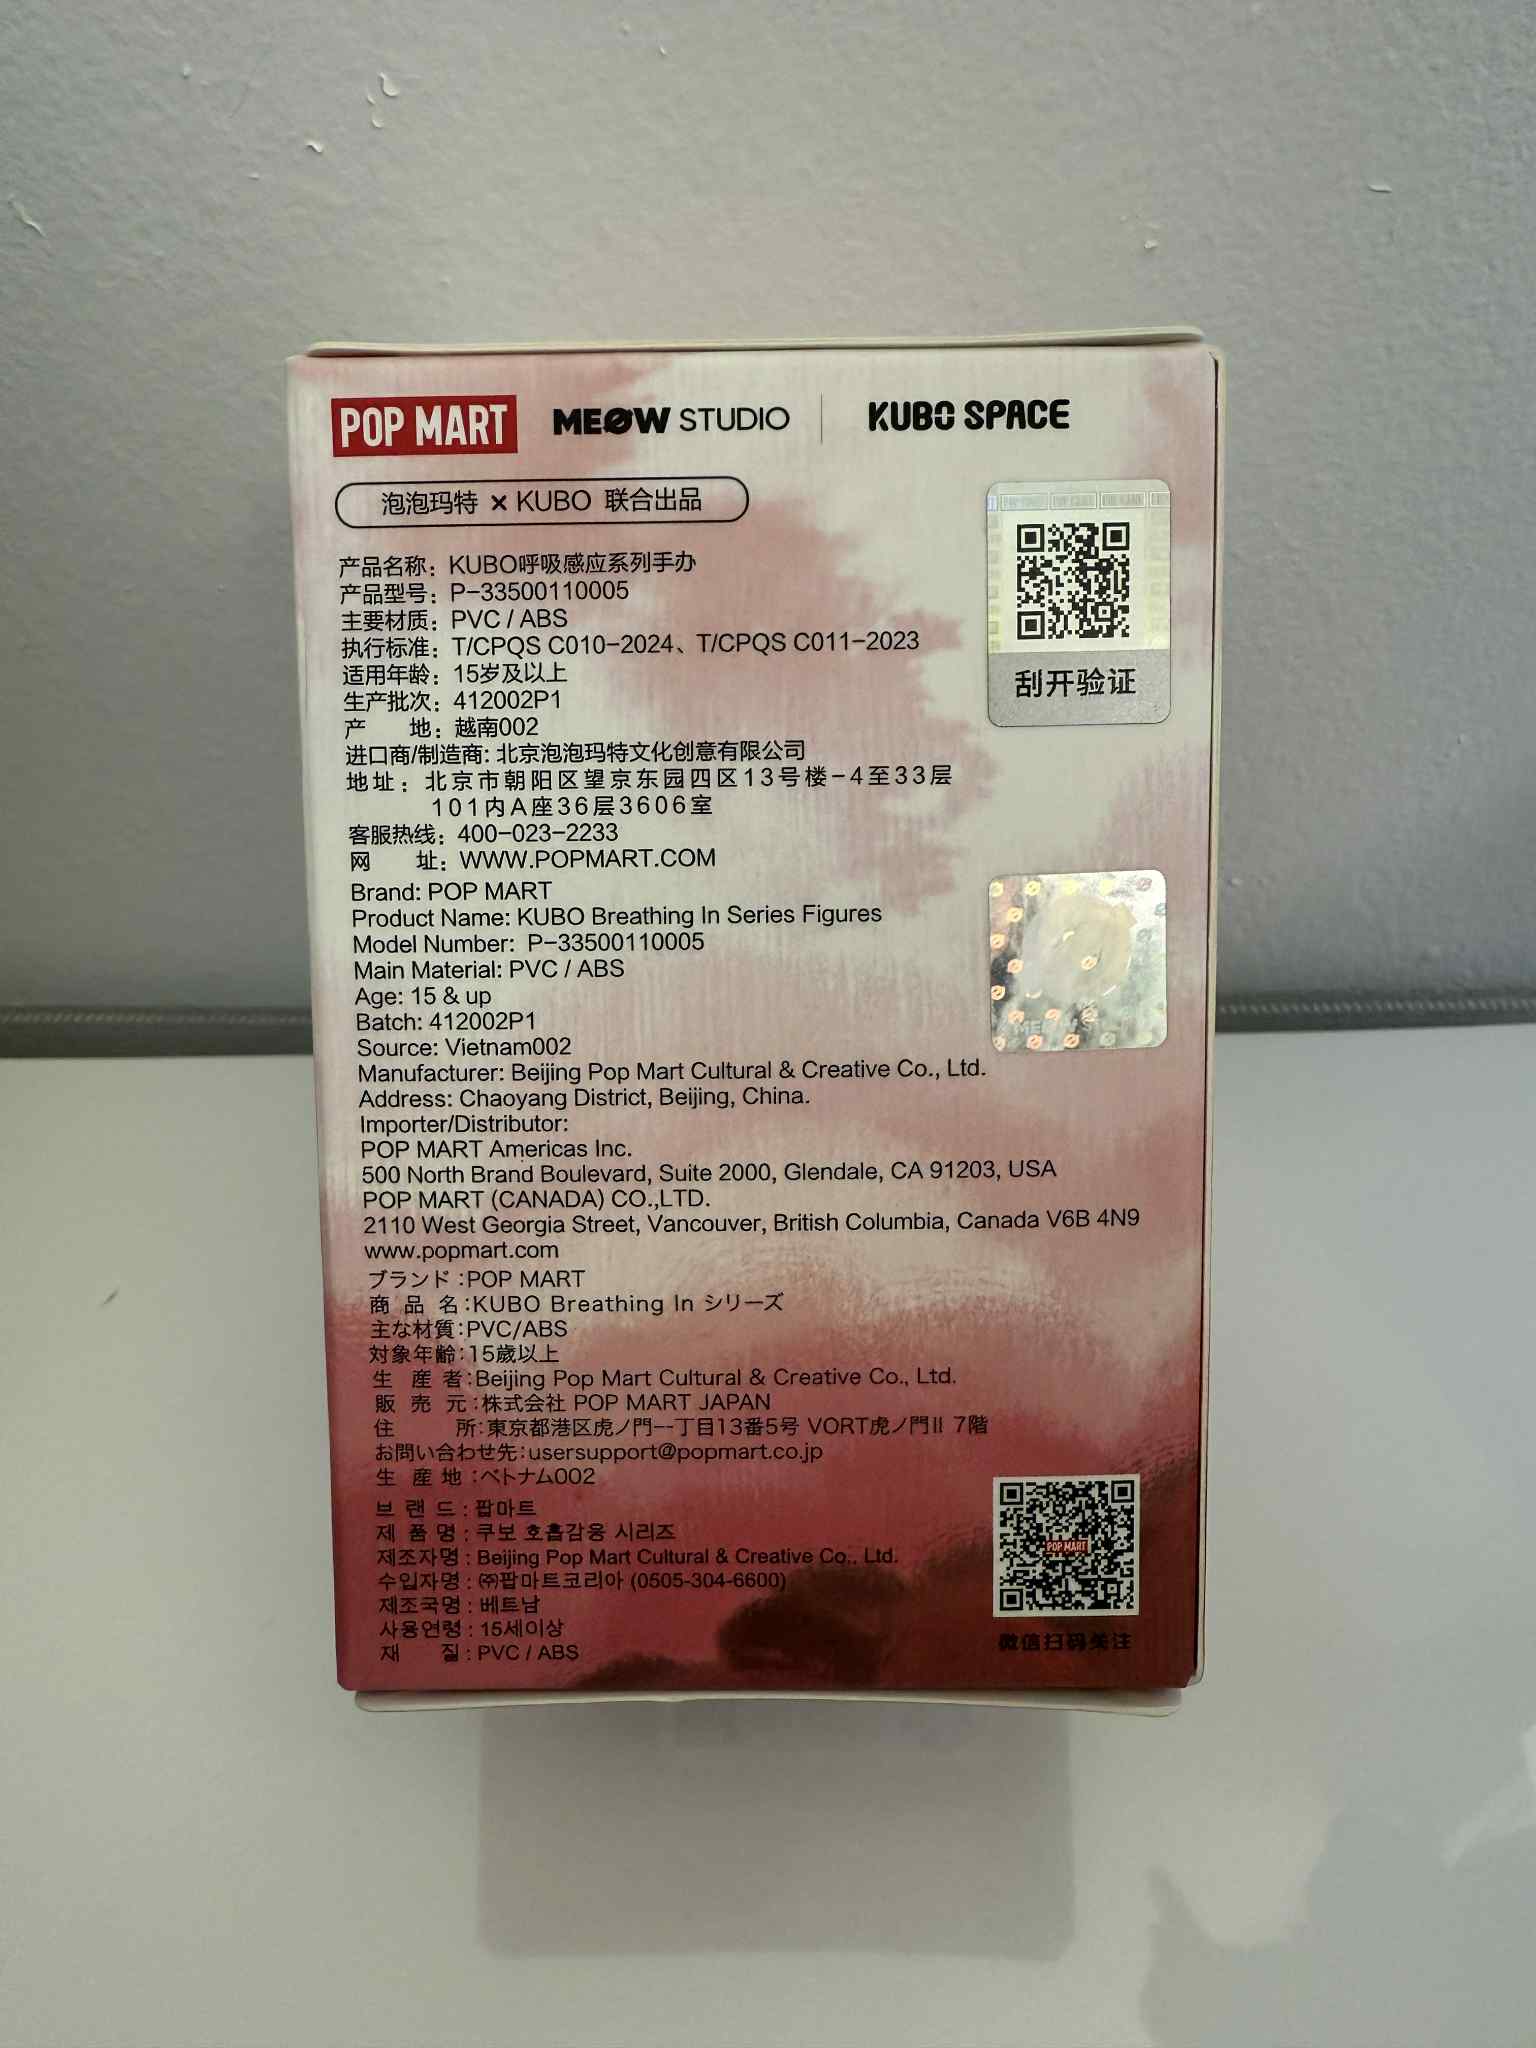 POP MART MEOW STUDIO KUBO SPACE
泡泡玛特 × KUBO 联合出品
产品名称：KUBO呼吸感应系列手办
产品型号：P-33500110005
主要材质：PVC / ABS
执行标准：T/CPQS C010-2024、T/CPQS C011-2023
适用年龄：15岁及以上
生产批次：412002P1
产 地：越南002
进口商/制造商: 北京泡泡玛特文化创意有限公司
地址：北京市朝阳区望京东园四区13号楼-4至33层
101内A座36层3606室
客服热线：400-023-2233
网 址：WWW.POPMART.COM
刮开验证
Brand: POP MART
Product Name: KUBO Breathing In Series Figures
Model Number: P-33500110005
Main Material: PVC / ABS
Age: 15 & up
Batch: 412002P1
Source: Vietnam002
Manufacturer: Beijing Pop Mart Cultural & Creative Co., Ltd.
Address: Chaoyang District, Beijing, China.
Importer/Distributor:
POP MART Americas Inc.
500 North Brand Boulevard, Suite 2000, Glendale, CA 91203, USA
POP MART (CANADA) CO.,LTD.
2110 West Georgia Street, Vancouver, British Columbia, Canada V6B 4N9
www.popmart.com
ブランド:POP MART
商品名:KUBO Breathing In シリーズ
主な材質:PVC/ABS
対象年齢:15歳以上
生産者:Beijing Pop Mart Cultural & Creative Co., Ltd.
販売元:株式会社 POP MART JAPAN
住 所:東京都港区虎ノ門一丁目13番5号 VORT虎ノ門II 7階
お問い合わせ先:usersupport@popmart.co.jp
生産地:ベトナム002
브랜드:팝마트
제품명:쿠보 호흡감응 시리즈
제조자명:Beijing Pop Mart Cultural & Creative Co., Ltd.
수입자명:㈜팝마트코리아 (0505-304-6600)
제조국명:베트남
사용연령:15세이상
재 질:PVC / ABS
POP MART
微信扫码关注